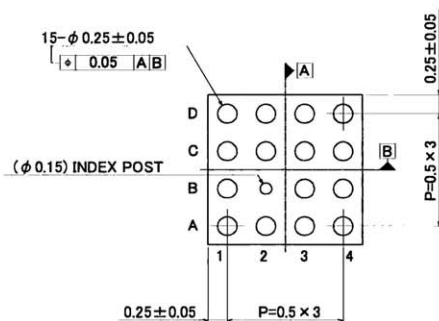 15-φ 0.25±0.05
⌖ 0.05 A B
A
0.25±0.05
D
C
B
(φ 0.15) INDEX POST
B
P=0.5×3
A
1 2 3 4
0.25±0.05
P=0.5×3